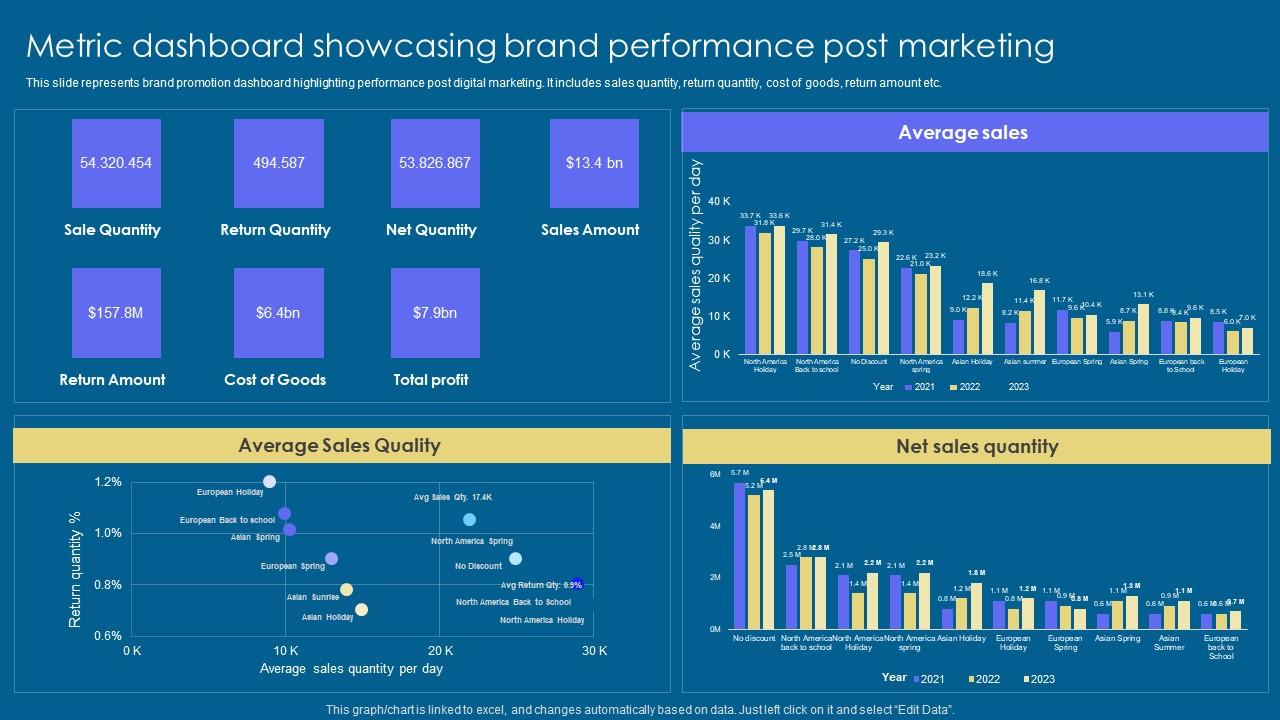 Metric dashboard showcasing brand performance post marketing
This slide represents brand promotion dashboard highlighting performance post digital marketing. It includes sales quantity, return quantity, cost of goods, return amount etc.
54.320.454
494.587
53.826.867
$13.4 bn
Sale Quantity
Return Quantity
Net Quantity
Sales Amount
$157.8M
$6.4bn
$7.9bn
Return Amount
Cost of Goods
Total profit
Average sales
Average sales quality per day
40 K
30 K
20 K
10 K
0 K
33.7 K 31.8 K 33.6 K
29.7 K 28.0 K 31.4 K
27.2 K 25.0 K 29.3 K
22.6 K 21.0 K 23.2 K
9.0 K 12.2 K 18.6 K
8.2 K 11.4 K 16.8 K
11.7 K 9.6 K 10.4 K
5.9 K 8.7 K 13.1 K
8.8 K 8.4 K 9.6 K
8.5 K 6.0 K 7.0 K
North America Holiday
North America Back to school
No Discount
North America spring
Asian Holiday
Asian summer
European Spring
Asian Spring
European back to School
European Holiday
Year 2021 2022 2023
Average Sales Quality
Return quantity %
1.2%
1.0%
0.8%
0.6%
European Holiday
European Back to school
Asian Spring
European Spring
Asian Sunrise
Asian Holiday
Avg Sales Qty. 17.4K
North America Spring
No Discount
Avg Return Qty: 0.9%
North America Back to School
North America Holiday
0 K
10 K
20 K
30 K
Average sales quantity per day
Net sales quantity
6M
4M
2M
0M
5.7 M 5.2 M 5.4 M
2.5 M 2.8 M 2.8 M
2.1 M 1.4 M 2.2 M
2.1 M 1.4 M 2.2 M
0.8 M 1.2 M 1.8 M
1.1 M 0.8 M 1.2 M
1.1 M 0.9 M 0.8 M
0.6 M 1.1 M 1.3 M
0.6 M 0.9 M 1.1 M
0.6 M 0.6 M 0.7 M
No discount
North America back to school
North America Holiday
North America spring
Asian Holiday
European Holiday
European Spring
Asian Spring
Asian Summer
European back to School
Year 2021 2022 2023
This graph/chart is linked to excel, and changes automatically based on data. Just left click on it and select “Edit Data”.